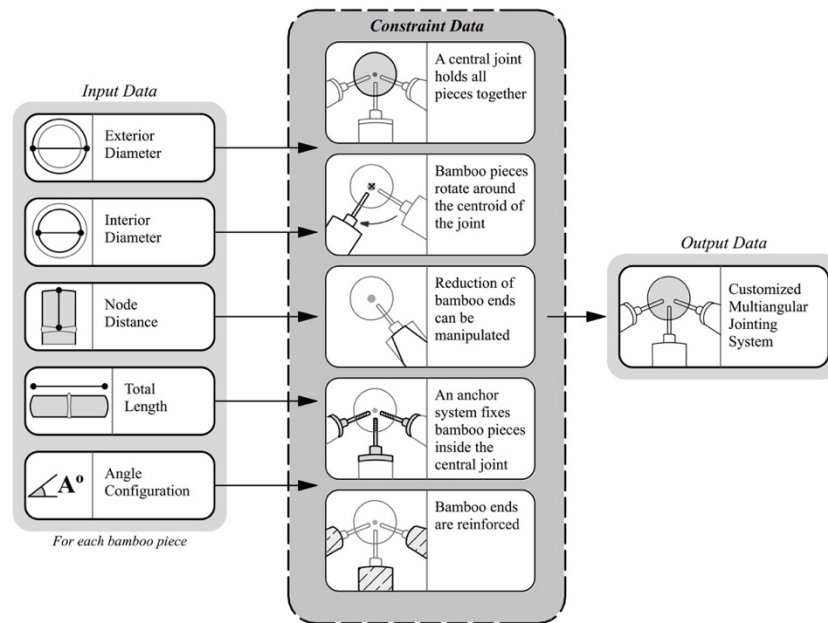 Input Data
Exterior
Diameter
Interior
Diameter
Node
Distance
Total
Length
A°
Angle
Configuration
For each bamboo piece
Constraint Data
A central joint
holds all
pieces together
Bamboo pieces
rotate around
the centroid of
the joint
Reduction of
bamboo ends
can be
manipulated
An anchor
system fixes
bamboo pieces
inside the
central joint
Bamboo ends
are reinforced
Output Data
Customized
Multiangular
Jointing
System